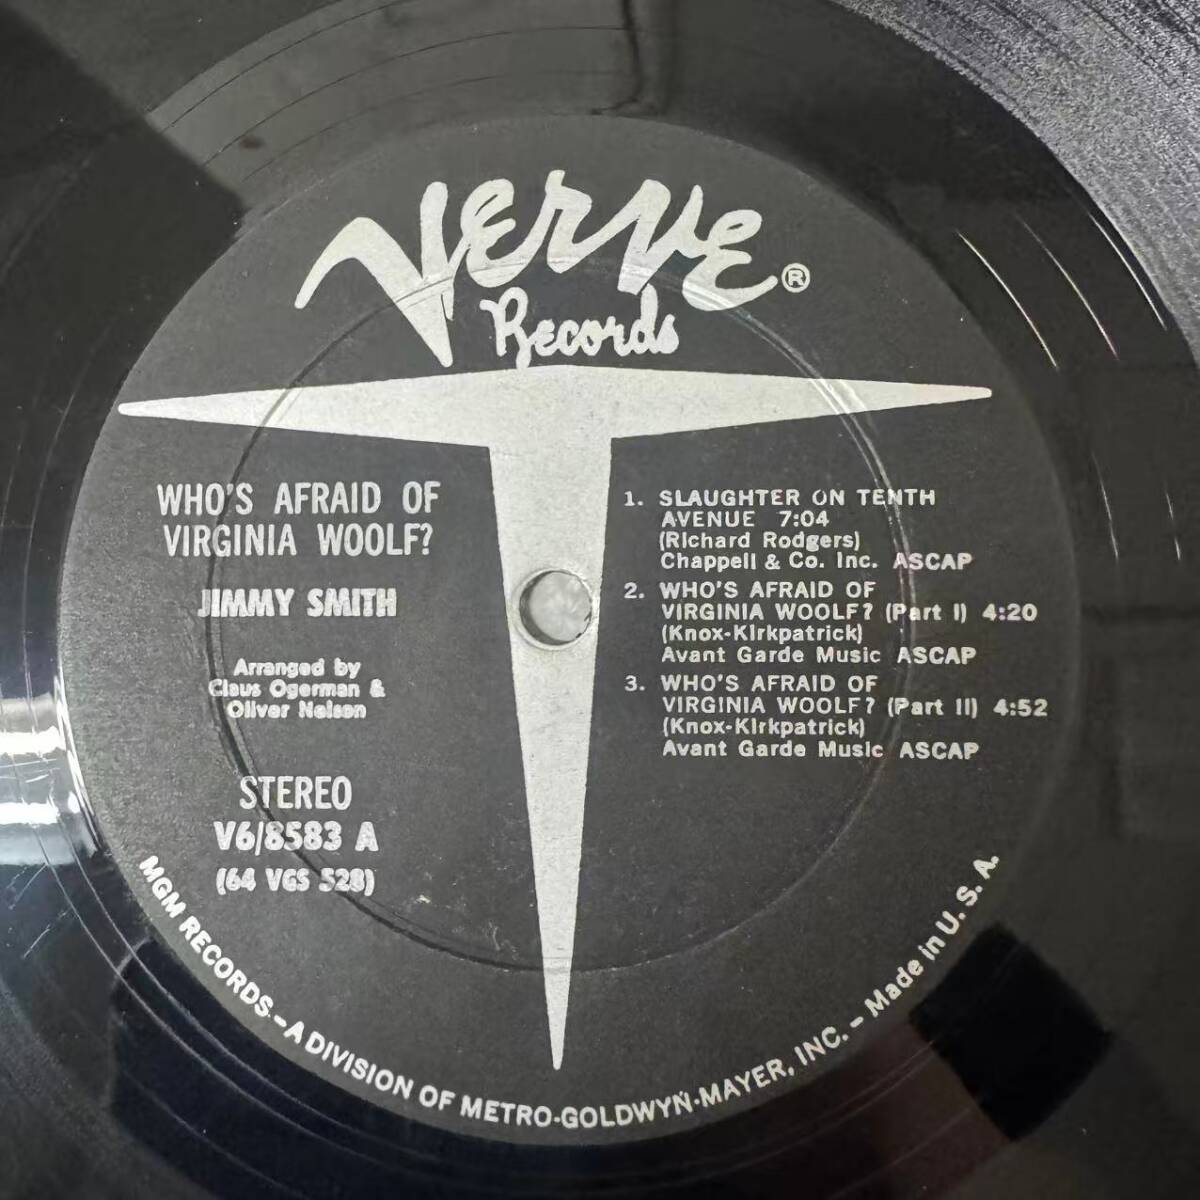 Verve®
Records
WHO'S AFRAID OF
VIRGINIA WOOLF?
JIMMY SMITH
Arranged by
Claus Ogerman &
Oliver Nelson
STEREO
V6/8583 A
(64 VGS 528)
1. SLAUGHTER ON TENTH
AVENUE 7:04
(Richard Rodgers)
Chappell & Co. Inc. ASCAP
2. WHO'S AFRAID OF
VIRGINIA WOOLF? (Part I) 4:20
(Knox-Kirkpatrick)
Avant Garde Music ASCAP
3. WHO'S AFRAID OF
VIRGINIA WOOLF? (Part II) 4:52
(Knox-Kirkpatrick)
Avant Garde Music ASCAP
MGM RECORDS - A DIVISION OF METRO-GOLDWYN-MAYER, INC. - Made in U. S. A.